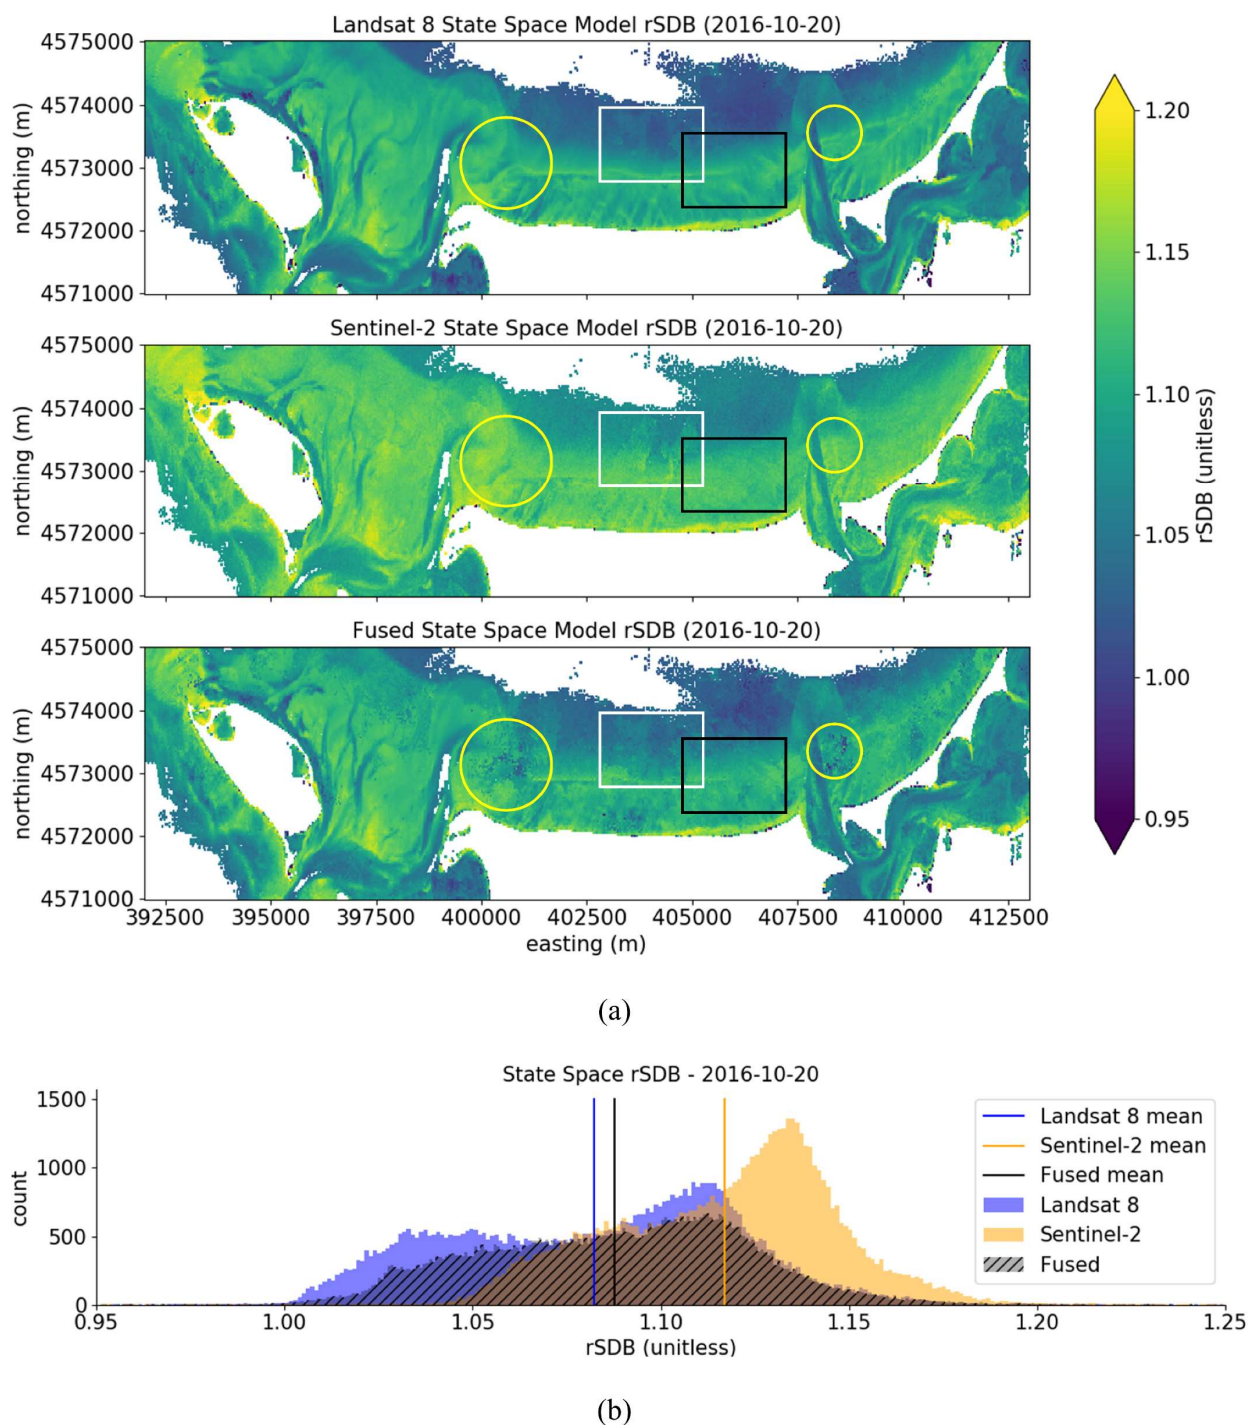 Landsat 8 State Space Model rSDB (2016-10-20)
4575000
4574000
4573000
4572000
4571000
northing (m)
Sentinel-2 State Space Model rSDB (2016-10-20)
4575000
4574000
4573000
4572000
4571000
northing (m)
Fused State Space Model rSDB (2016-10-20)
4575000
4574000
4573000
4572000
4571000
northing (m)
392500 395000 397500 400000 402500 405000 407500 410000 412500
easting (m)
1.20
1.15
1.10
1.05
1.00
0.95
rSDB (unitless)
(a)
State Space rSDB - 2016-10-20
1500
1000
500
0
count
Landsat 8 mean
Sentinel-2 mean
Fused mean
Landsat 8
Sentinel-2
Fused
0.95 1.00 1.05 1.10 1.15 1.20 1.25
rSDB (unitless)
(b)